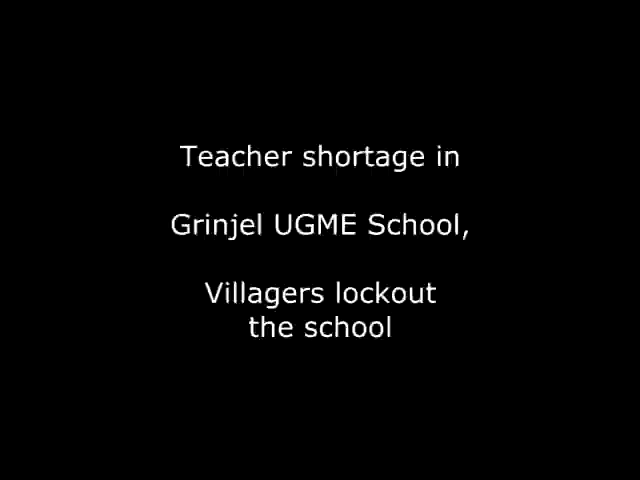 Teacher shortage in
Grinjel UGME School,
Villagers lockout
the school